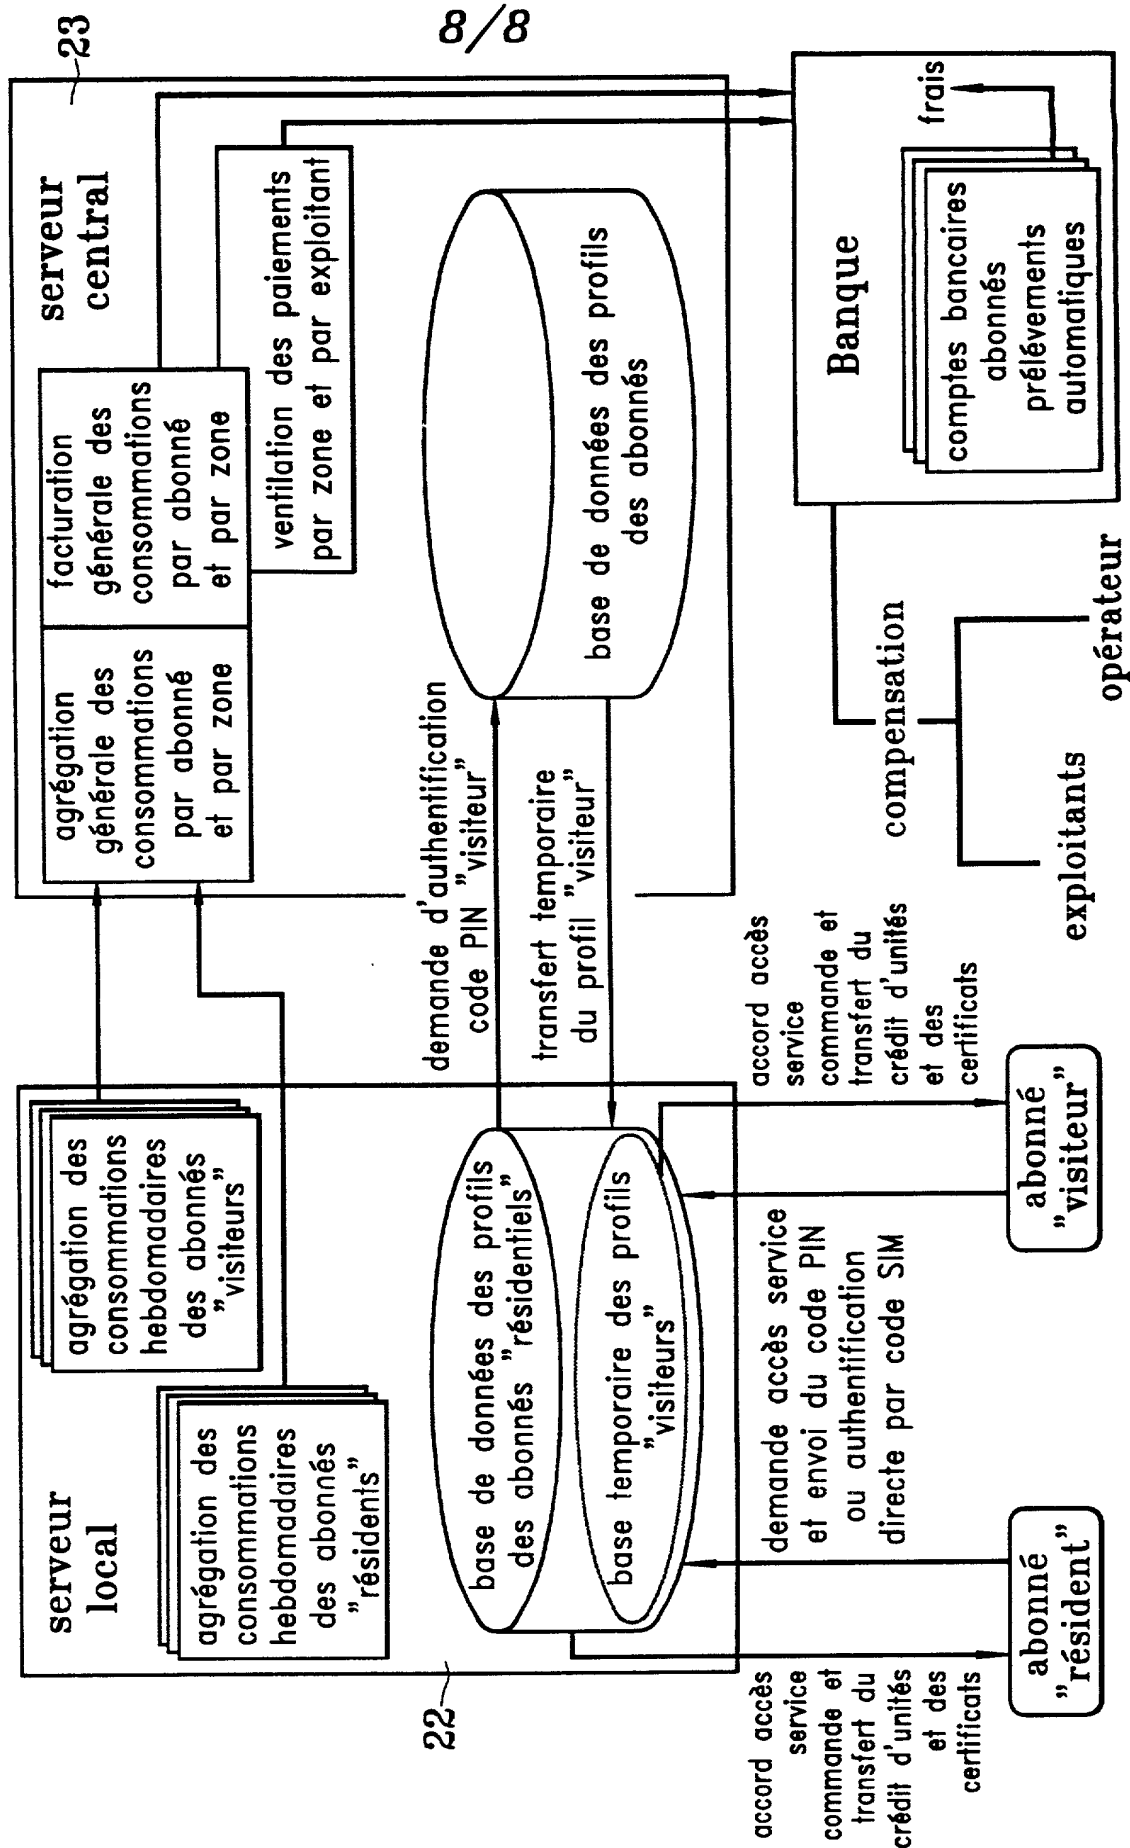 8/8
serveur
local
agrégation des
consommations
hebdomadaires
des abonnés
"visiteurs"
agrégation des
consommations
hebdomadaires
des abonnés
"résidents"
22
base de données des profils
des abonnés "résidentiels"
base temporaire des profils
"visiteurs"
serveur
central
23
agrégation
générale des
consommations
par abonné
et par zone
facturation
générale des
consommations
par abonné
et par zone
ventilation des paiements
par zone et par exploitant
demande d'authentification
code PIN "visiteur"
transfert temporaire
du profil "visiteur"
base de données des profils
des abonnés
accord accès
service
commande et
transfert du
crédit d'unités
et des
certificats
demande accès service
et envoi du code PIN
ou authentification
directe par code SIM
accord accès
service
commande et
transfert du
crédit d'unités
et des
certificats
abonné
"résident"
abonné
"visiteur"
Banque
frais
comptes bancaires
abonnés
prélévements
automatiques
compensation
exploitants
opérateur